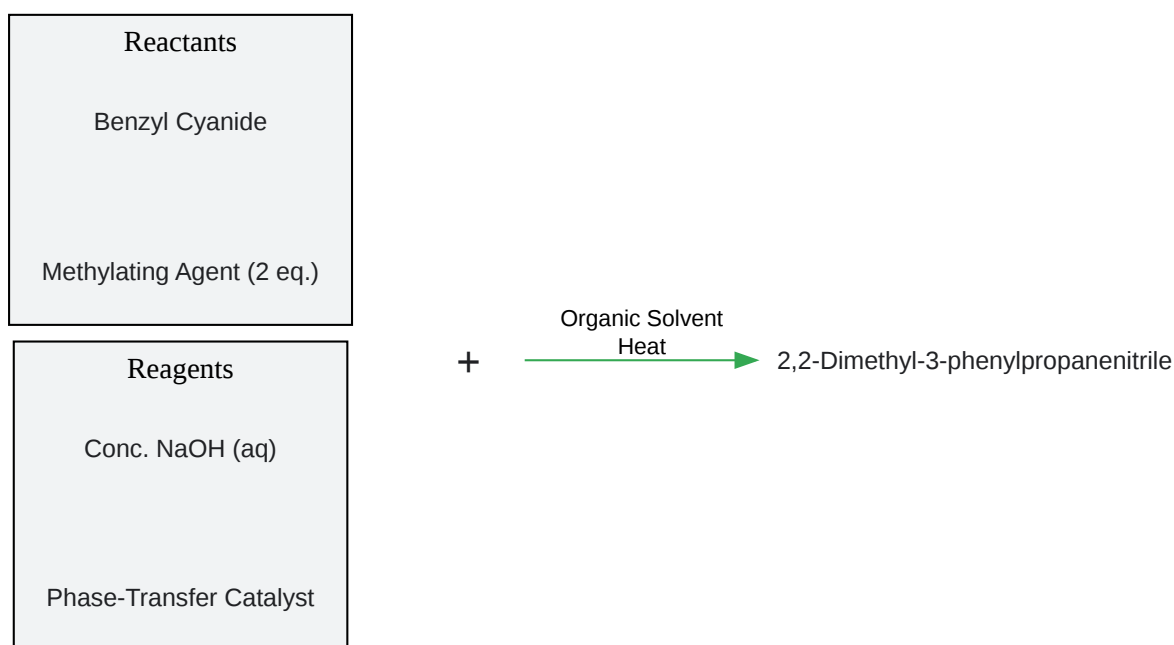 Reactants
Benzyl Cyanide
Methylating Agent (2 eq.)
Reagents
Conc. NaOH (aq)
Phase-Transfer Catalyst
+
Organic Solvent
Heat
2,2-Dimethyl-3-phenylpropanenitrile